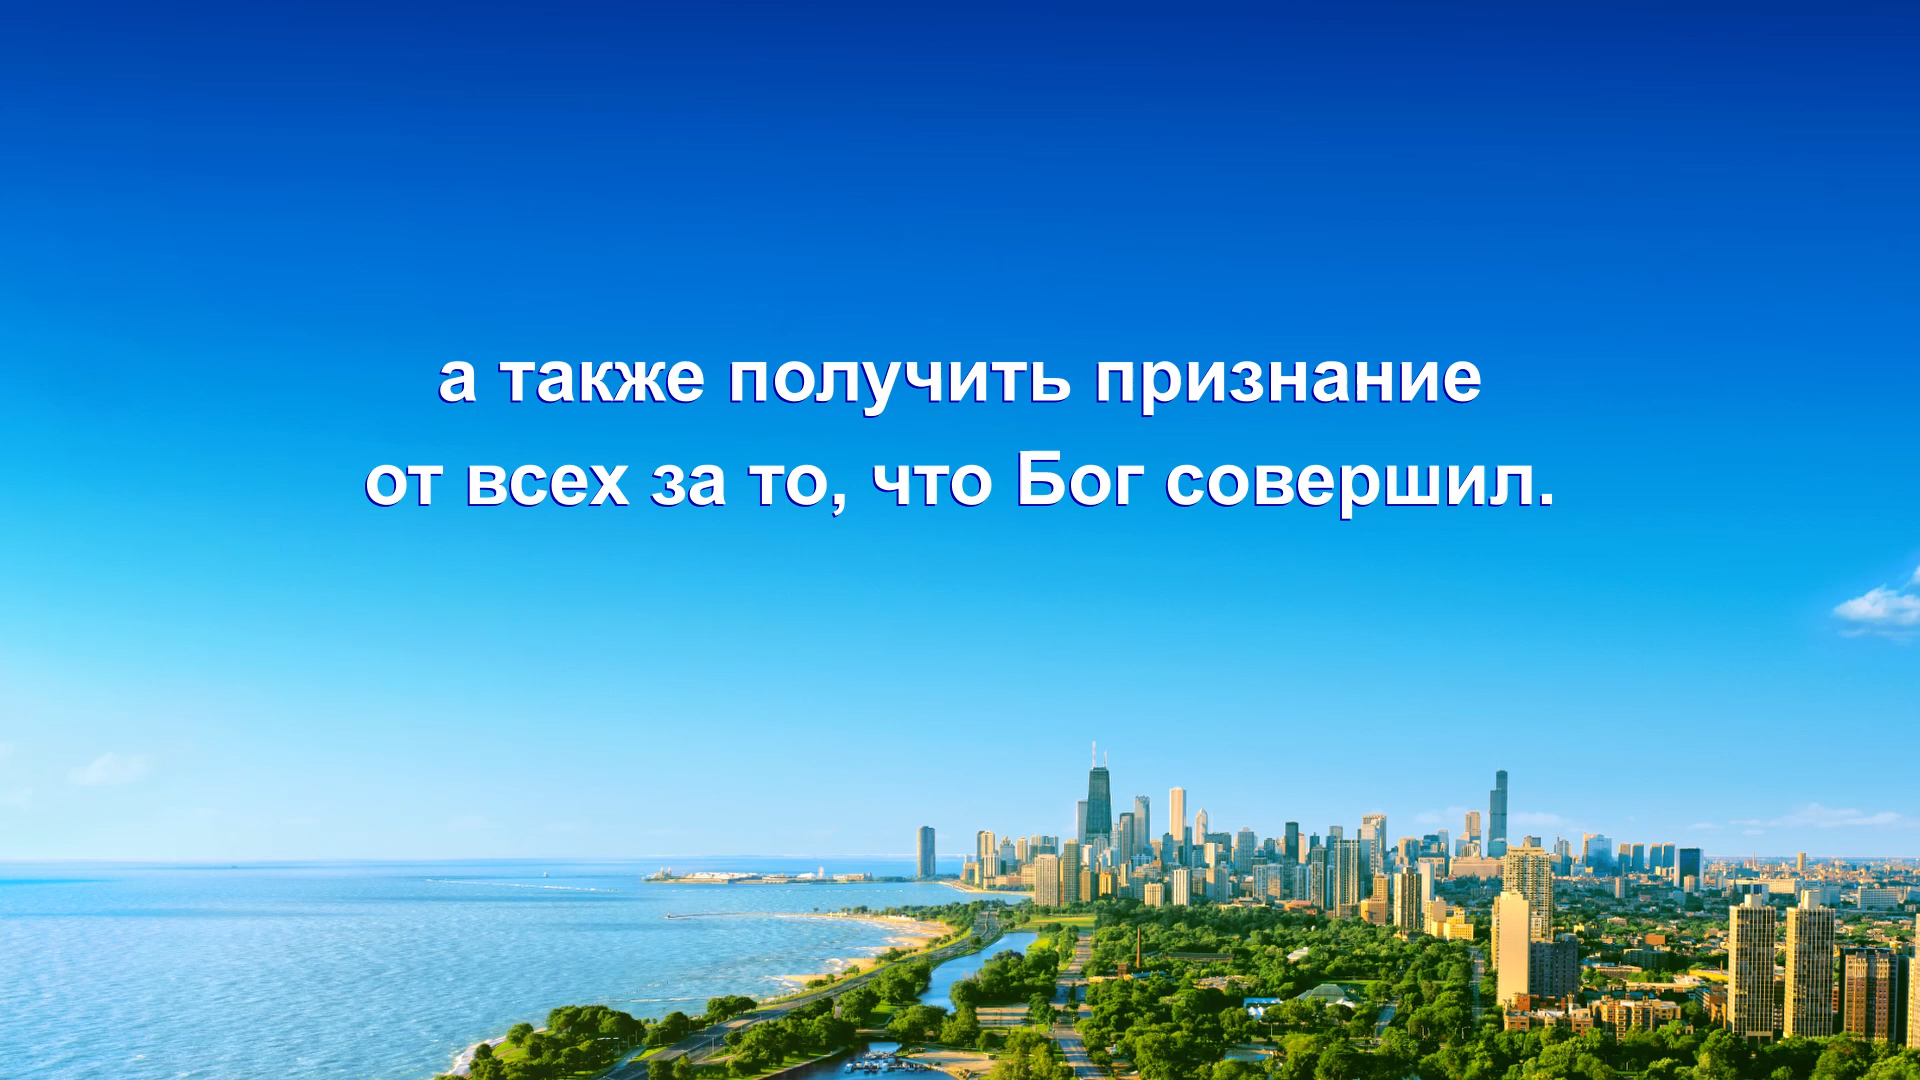 а также получить признание
от всех за то, что Бог совершил.